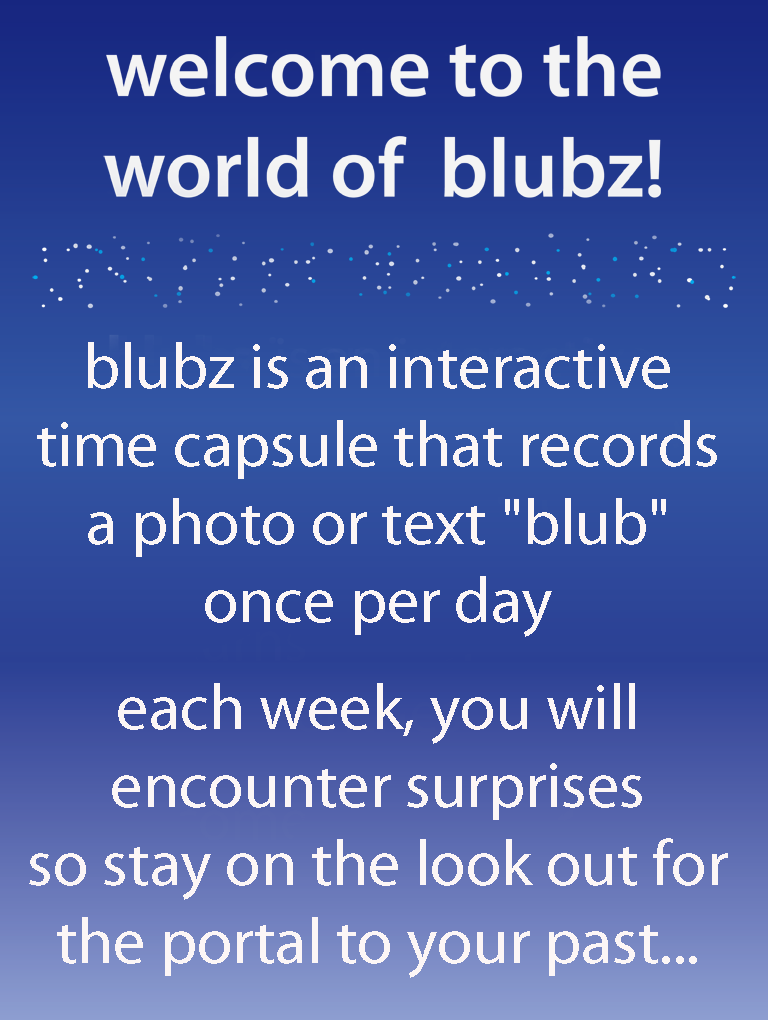 welcome to the
world of blubz!
blubz is an interactive
time capsule that records
a photo or text "blub"
once per day
each week, you will
encounter surprises
so stay on the look out for
the portal to your past...